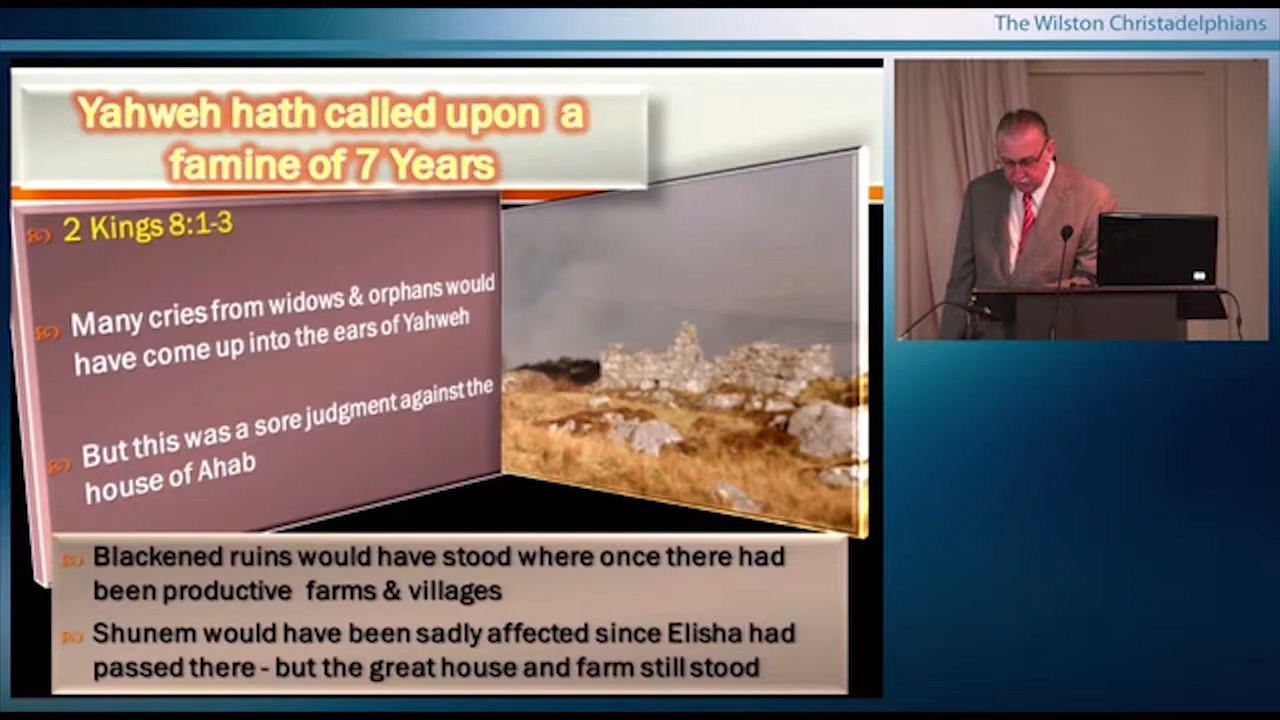 The Wilston Christadelphians
Yahweh hath called upon a
famine of 7 Years
2 Kings 8:1-3
Many cries from widows & orphans would
have come up into the ears of Yahweh
But this was a sore judgment against the
house of Ahab
Blackened ruins would have stood where once there had
been productive farms & villages
Shunem would have been sadly affected since Elisha had
passed there - but the great house and farm still stood